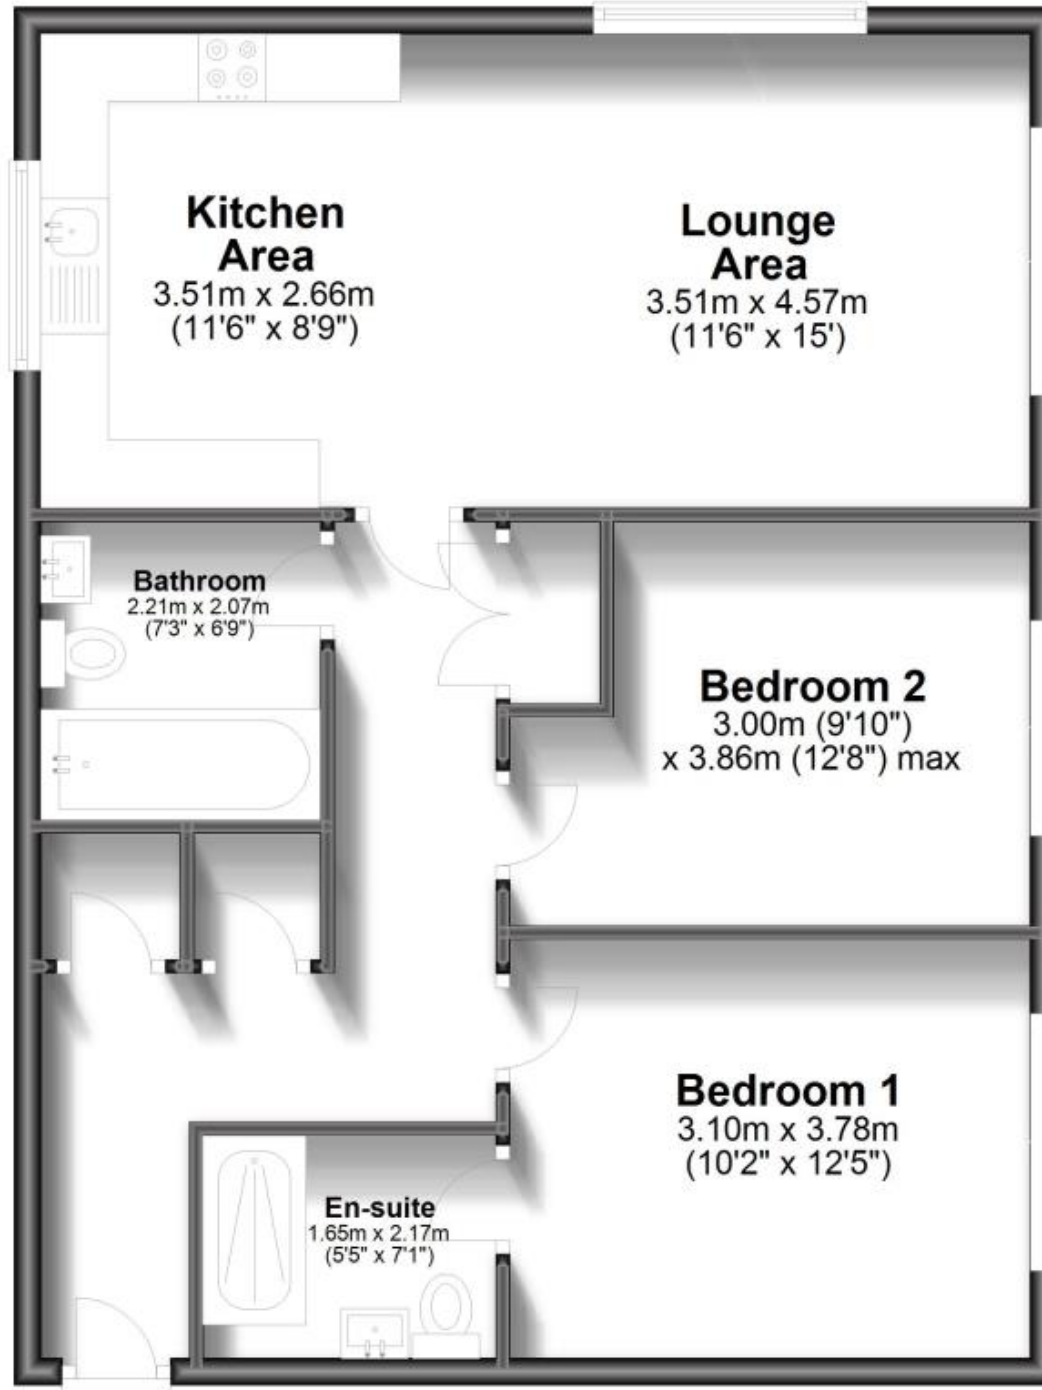 Kitchen
Area
3.51m x 2.66m
(11'6" x 8'9")
Lounge
Area
3.51m x 4.57m
(11'6" x 15')
Bathroom
2.21m x 2.07m
(7'3" x 6'9")
Bedroom 2
3.00m (9'10")
x 3.86m (12'8") max
Bedroom 1
3.10m x 3.78m
(10'2" x 12'5")
En-suite
1.65m x 2.17m
(5'5" x 7'1")